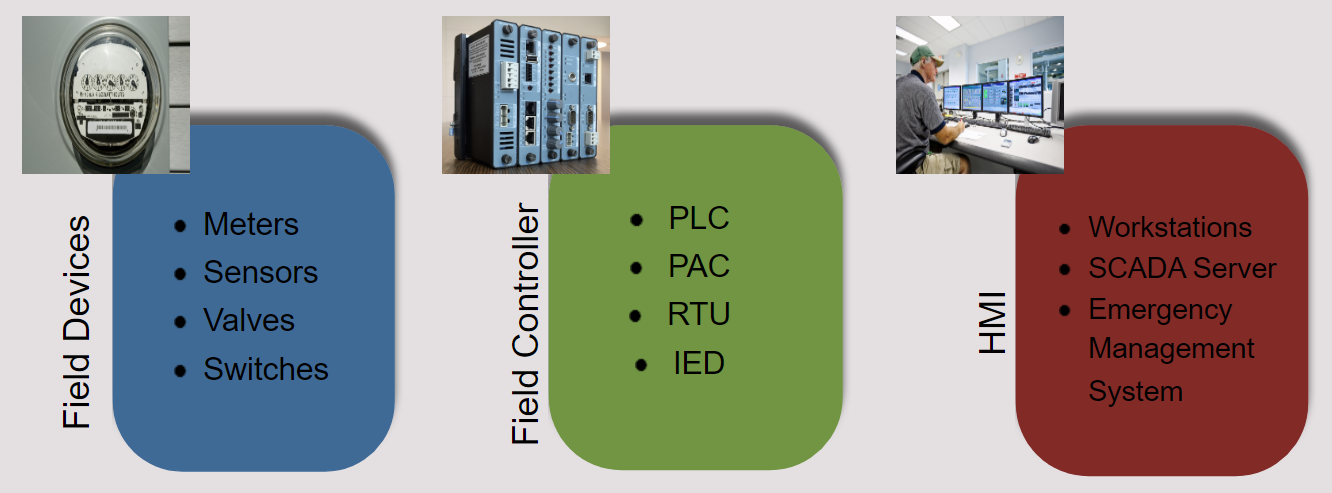 Field Devices
• Meters
• Sensors
• Valves
• Switches
Field Controller
• PLC
• PAC
• RTU
• IED
HMI
• Workstations
• SCADA Server
• Emergency
Management
System